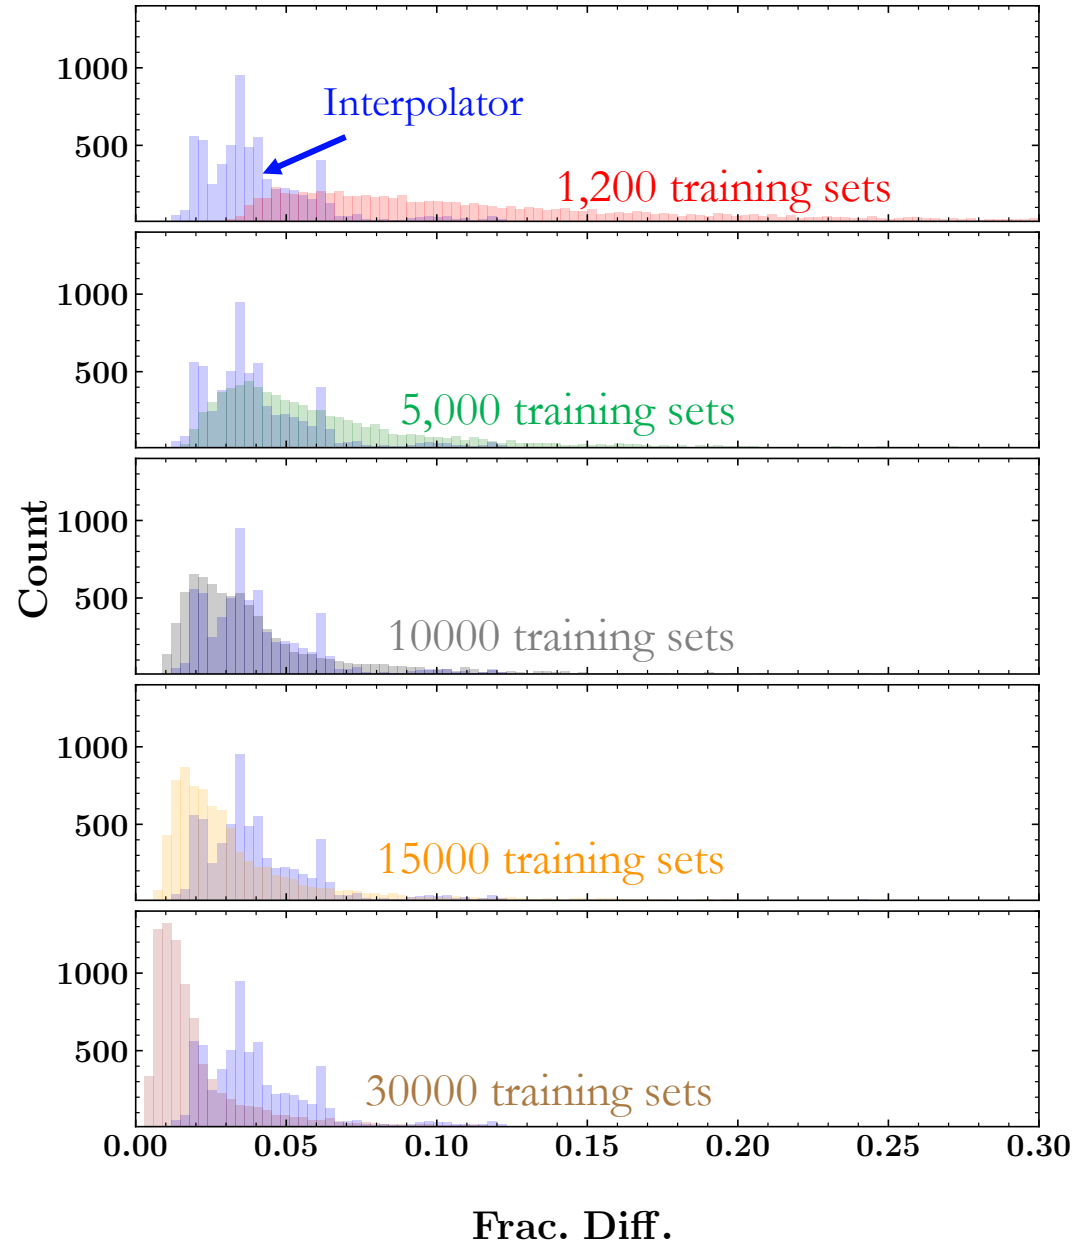 1000
500
Interpolator
1,200 training sets
1000
500
5,000 training sets
Count
1000
500
10000 training sets
1000
500
15000 training sets
1000
500
30000 training sets
0.00 0.05 0.10 0.15 0.20 0.25 0.30
Frac. Diff.